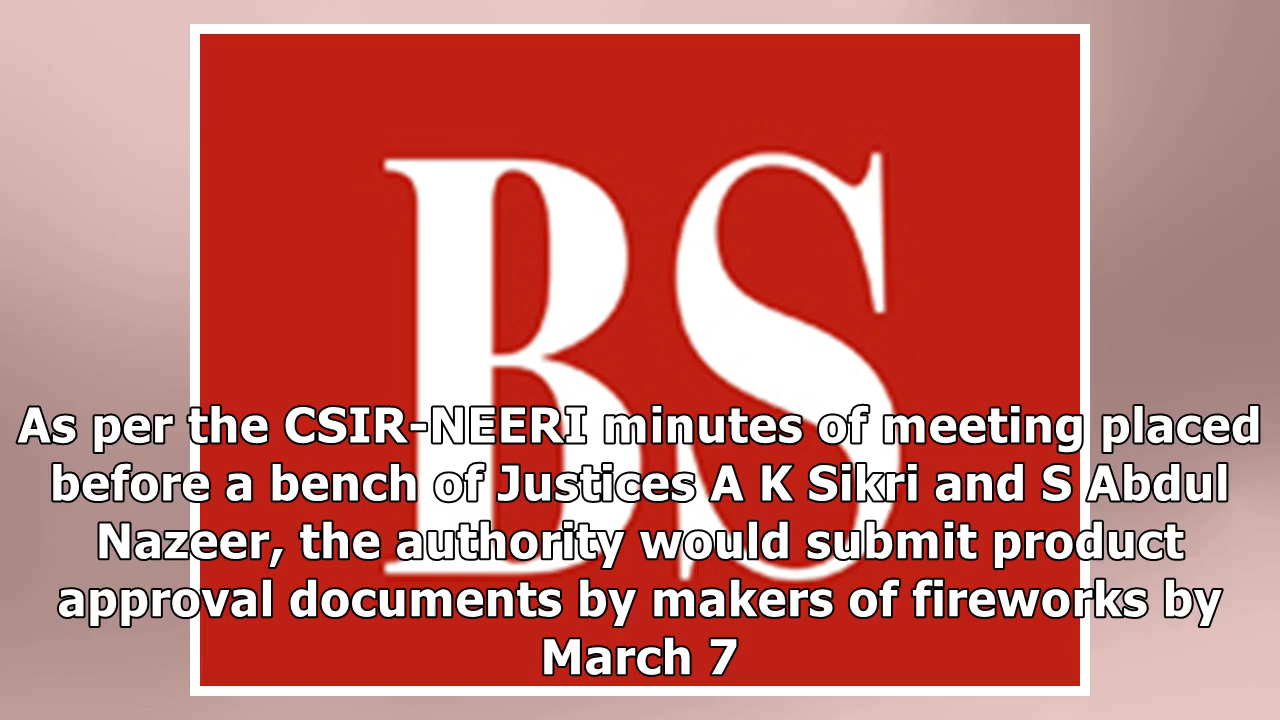 BS
As per the CSIR-NEERI minutes of meeting placed
before a bench of Justices A K Sikri and S Abdul
Nazeer, the authority would submit product
approval documents by makers of fireworks by
March 7